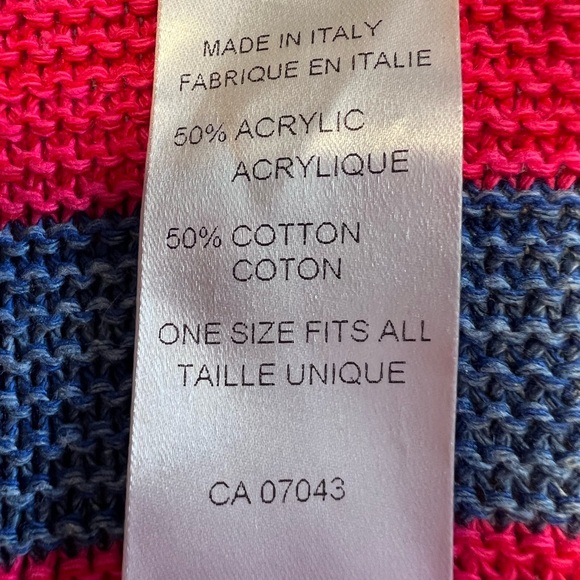 MADE IN ITALY
FABRIQUE EN ITALIE
50% ACRYLIC
ACRYLIQUE
50% COTTON
COTON
ONE SIZE FITS ALL
TAILLE UNIQUE
CA 07043